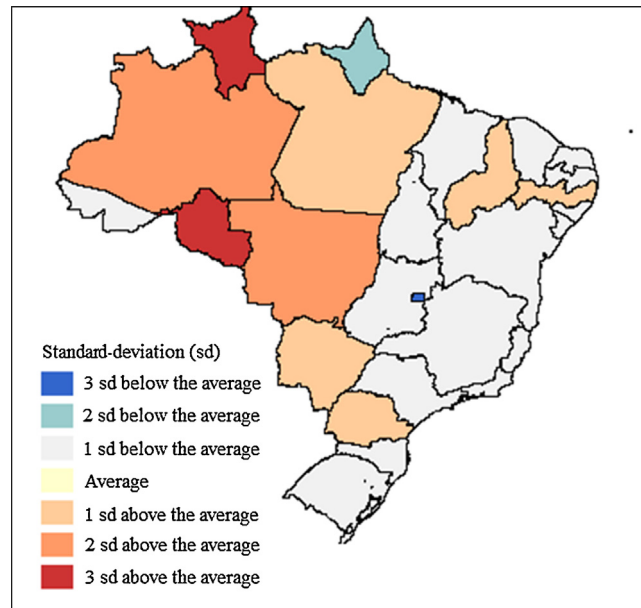 Standard-deviation (sd)
3 sd below the average
2 sd below the average
1 sd below the average
Average
1 sd above the average
2 sd above the average
3 sd above the average